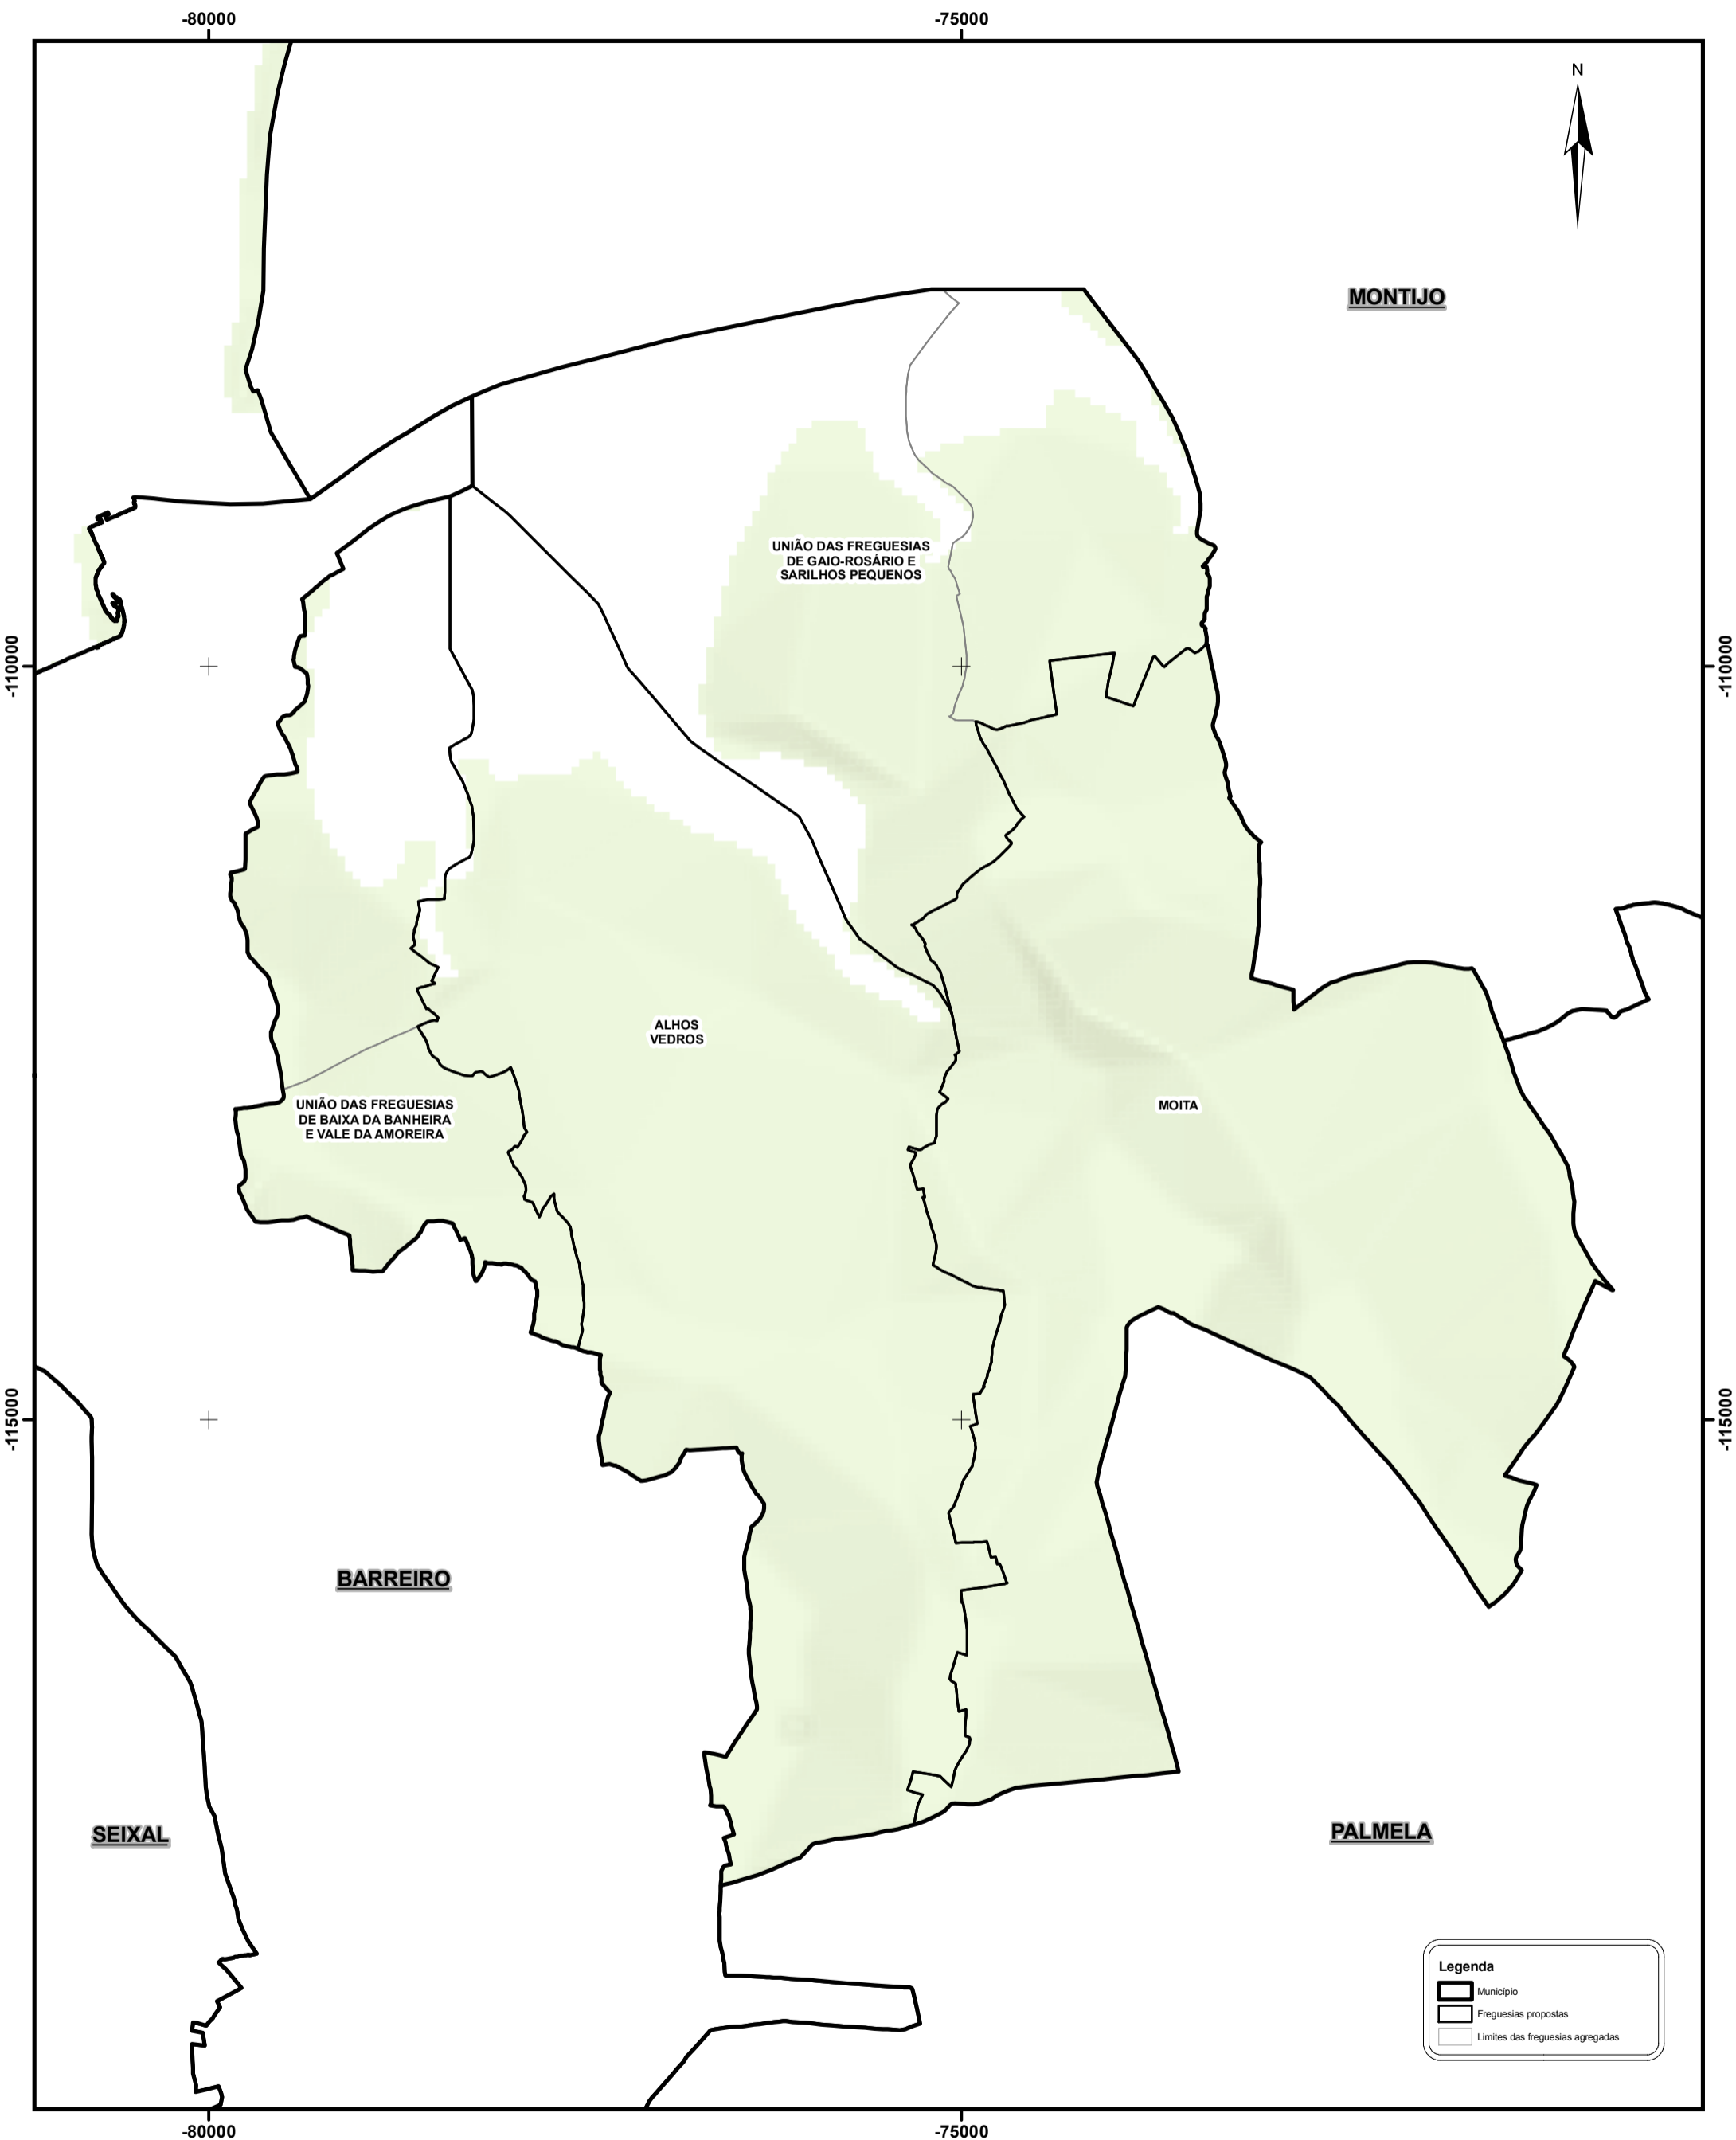 -80000
-75000
N
MONTIJO
UNIÃO DAS FREGUESIAS
DE GAIO-ROSÁRIO E
SARILHOS PEQUENOS
-110000
-110000
ALHOS
VEDROS
UNIÃO DAS FREGUESIAS
DE BAIXA DA BANHEIRA
E VALE DA AMOREIRA
MOITA
-115000
-115000
BARREIRO
SEIXAL
PALMELA
Legenda
Município
Freguesias propostas
Limites das freguesias agregadas
-80000
-75000